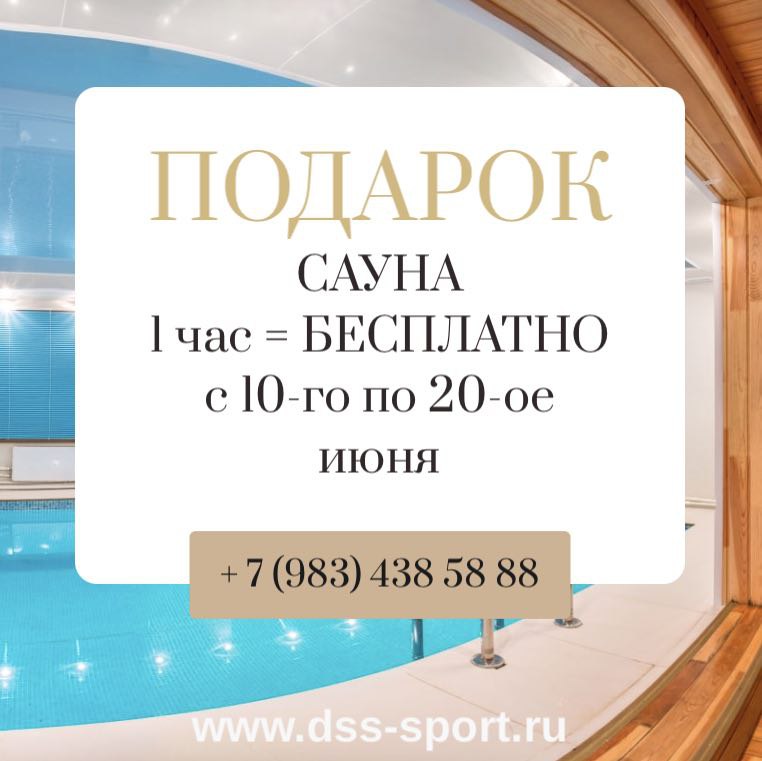 ПОДАРОК
САУНА
1 час = БЕСПЛАТНО
с 10-го по 20-ое
июня
+ 7 (983) 438 58 88
www.dss-sport.ru